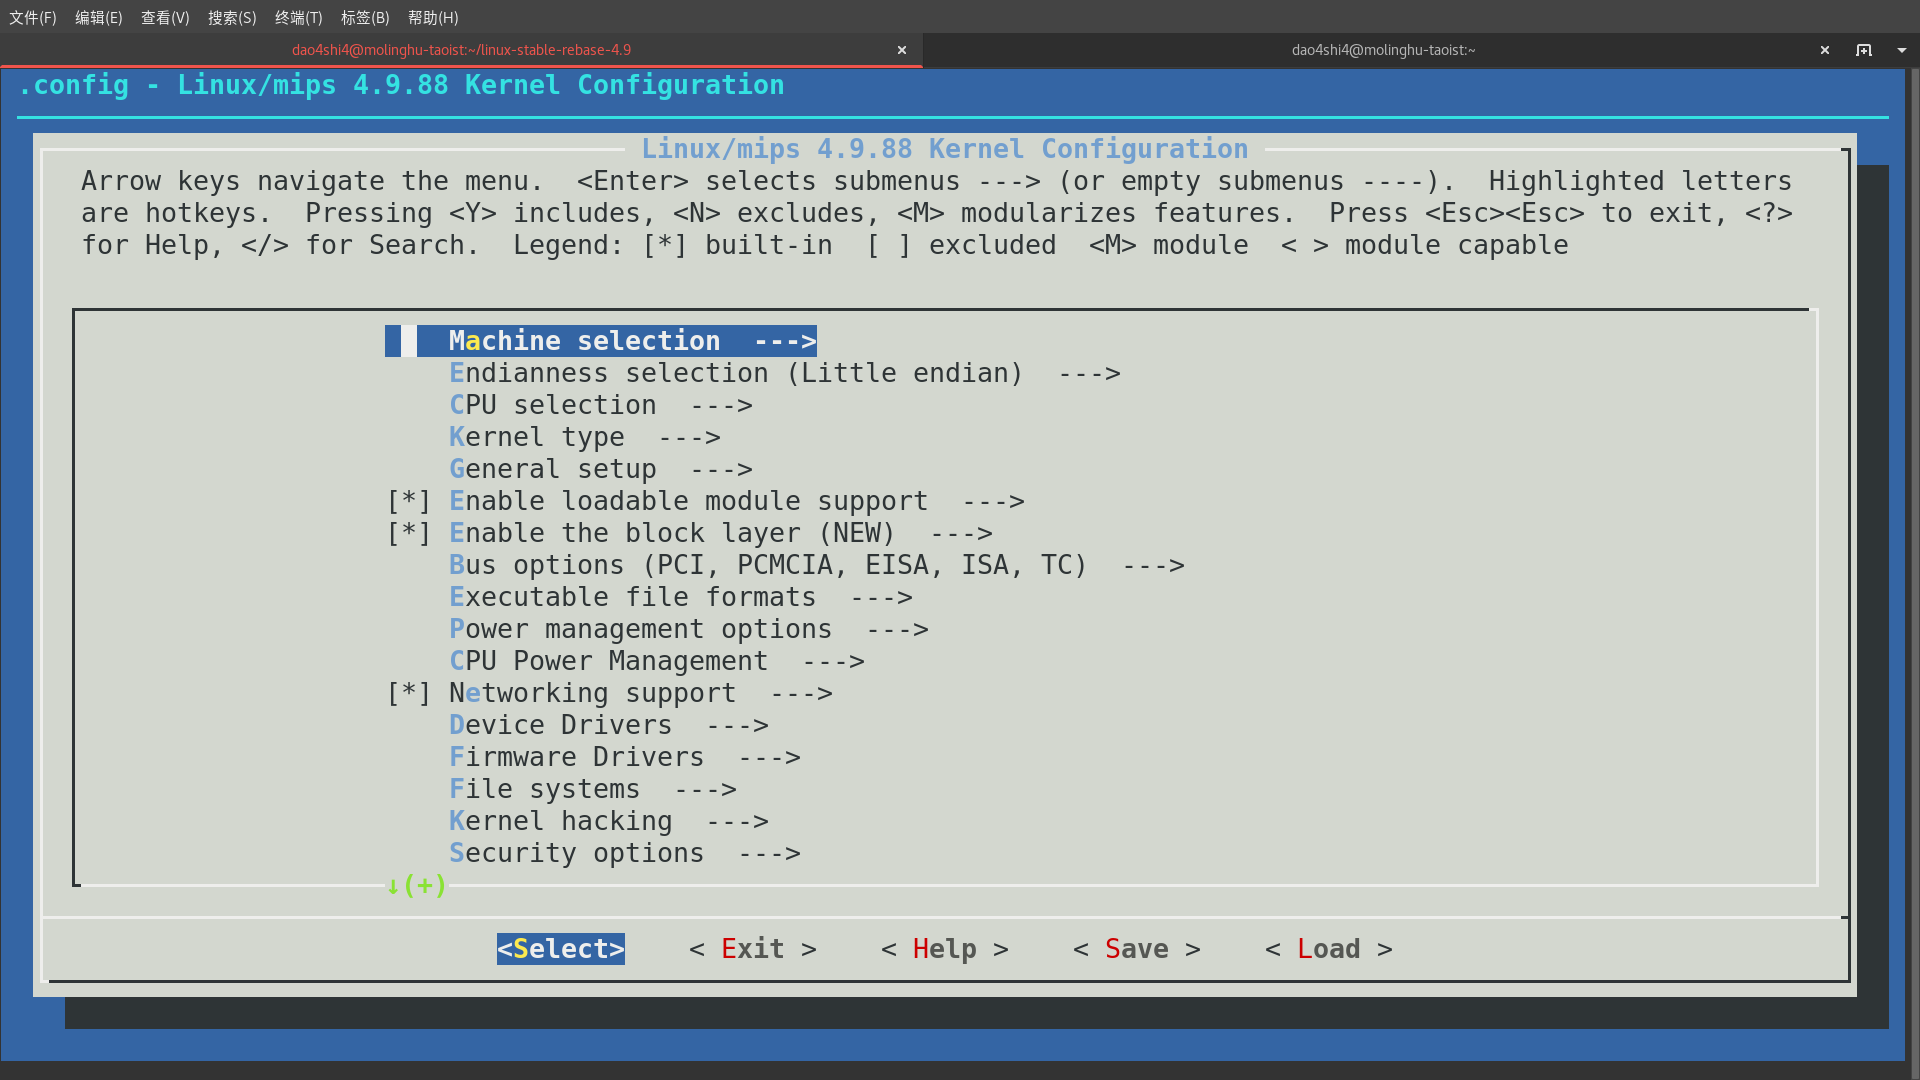 文件(F) 编辑(E) 查看(V) 搜索(S) 终端(T) 标签(B) 帮助(H)
dao4shi4@molinghu-taoist:~/linux-stable-rebase-4.9 × dao4shi4@molinghu-taoist:~ ×
.config - Linux/mips 4.9.88 Kernel Configuration
Linux/mips 4.9.88 Kernel Configuration
Arrow keys navigate the menu.  <Enter> selects submenus ---> (or empty submenus ----).  Highlighted letters
are hotkeys.  Pressing <Y> includes, <N> excludes, <M> modularizes features.  Press <Esc><Esc> to exit, <?>
for Help, </> for Search.  Legend: [*] built-in  [ ] excluded  <M> module  < > module capable
Machine selection  --->
Endianness selection (Little endian)  --->
CPU selection  --->
Kernel type  --->
General setup  --->
[*] Enable loadable module support  --->
[*] Enable the block layer (NEW)  --->
Bus options (PCI, PCMCIA, EISA, ISA, TC)  --->
Executable file formats  --->
Power management options  --->
CPU Power Management  --->
[*] Networking support  --->
Device Drivers  --->
Firmware Drivers  --->
File systems  --->
Kernel hacking  --->
Security options  --->
↓(+)
<Select>    < Exit >    < Help >    < Save >    < Load >